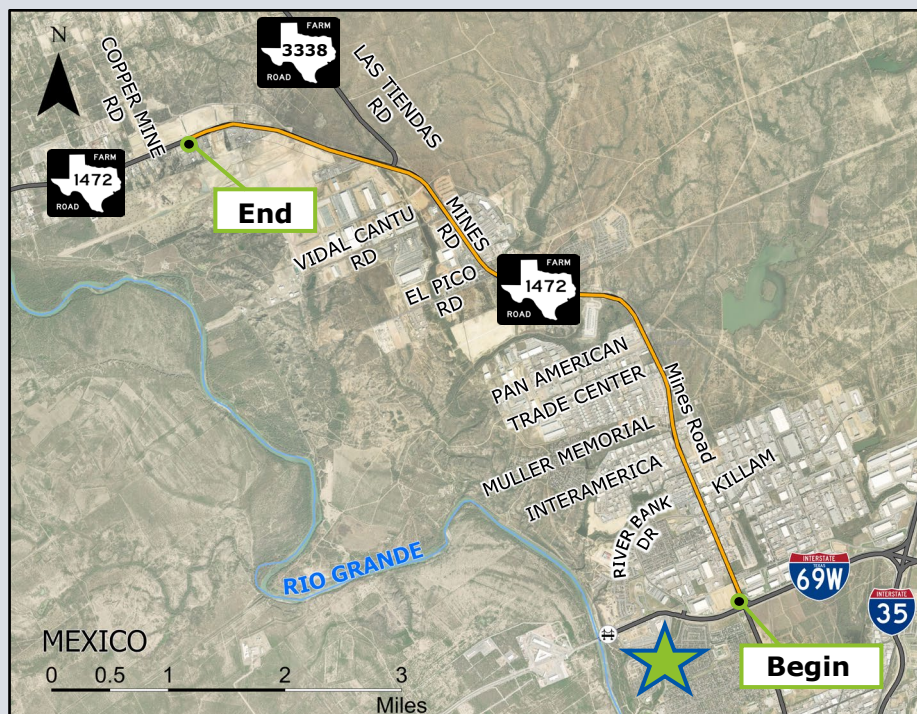 N
COPPER MINE
RD
FARM
3338
ROAD
LAS TIENDAS
RD
FARM
1472
ROAD
End
VIDAL CANTU
RD
MINES
RD
EL PICO
RD
FARM
1472
ROAD
PAN AMERICAN
TRADE CENTER
Mines Road
MULLER MEMORIAL
INTERAMERICA
KILLAM
RIVER BANK
DR
RIO GRANDE
INTERSTATE
TEXAS
69W
INTERSTATE
35
MEXICO
Begin
0 0.5 1 2 3
Miles